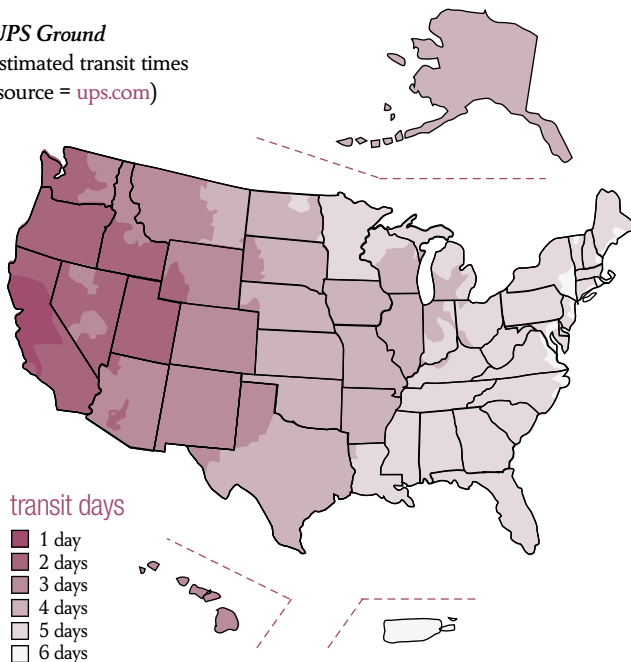 UPS Ground
stimated transit times
source = ups.com)
transit days
1 day
2 days
3 days
4 days
5 days
6 days